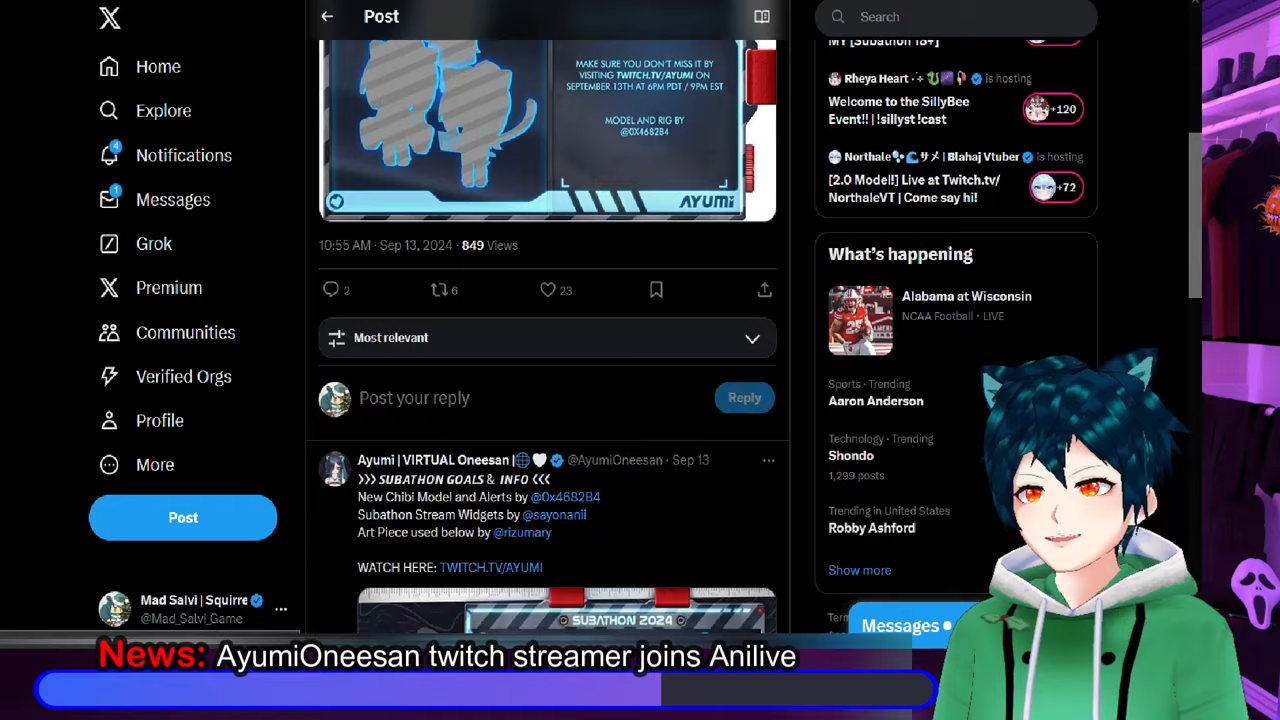 Home
Explore
4
Notifications
1
Messages
Grok
Premium
Communities
Verified Orgs
Profile
More
Post
Mad Salvi | Squirre
@Mad_Salvi_Game
Post
MAKE SURE YOU DON'T MISS IT BY
VISITING TWITCH.TV/AYUMI ON
SEPTEMBER 13TH AT 6PM PDT / 9PM EST
MODEL AND RIG BY
@0X4682B4
AYUMI
10:55 AM · Sep 13, 2024 · 849 Views
2
6
23
Most relevant
Post your reply
Reply
Ayumi | VIRTUAL Oneesan |🌐🤍 @AyumiOneesan · Sep 13
❯❯❯ SUBATHON GOALS & INFO ❮❮❮
New Chibi Model and Alerts by @0x4682B4
Subathon Stream Widgets by @sayonanii
Art Piece used below by @rizumary
WATCH HERE: TWITCH.TV/AYUMI
SUBATHON 2024
Search
MY [Subathon 18+]
Rheya Heart is hosting
Welcome to the SillyBee
Event!! | !sillyst !cast
+120
Northale🫧🌊サメ | Blahaj Vtuber is hosting
[2.0 Model!] Live at Twitch.tv/
NorthaleVT | Come say hi!
+72
What's happening
Alabama at Wisconsin
NCAA Football · LIVE
Sports · Trending
Aaron Anderson
Technology · Trending
Shondo
1,299 posts
Trending in United States
Robby Ashford
Show more
Messages
News: AyumiOneesan twitch streamer joins Anilive